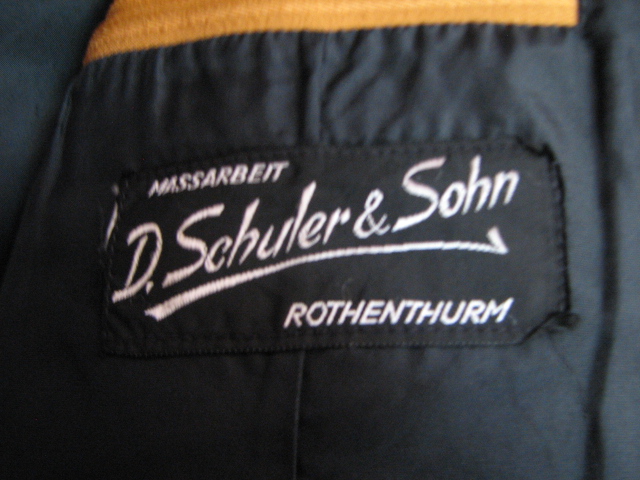 MASSARBEIT
D. Schuler & Sohn
ROTHENTHURM